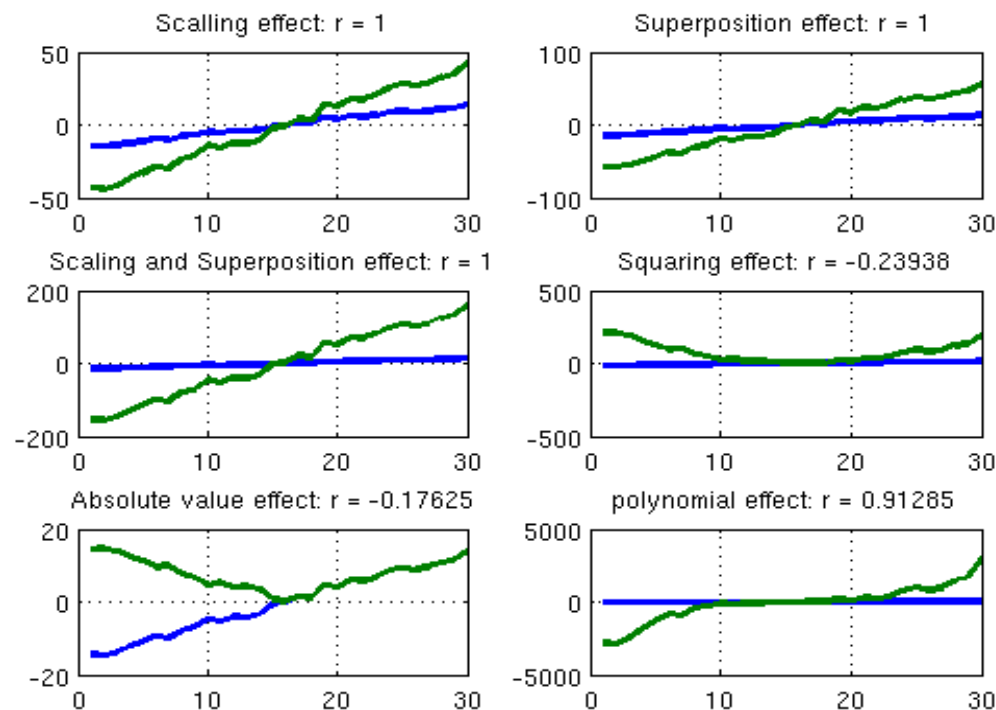 Scalling effect: r = 1
50
0
-50
0 10 20 30
Superposition effect: r = 1
100
0
-100
0 10 20 30
Scaling and Superposition effect: r = 1
200
0
-200
0 10 20 30
Squaring effect: r = -0.23938
500
0
-500
0 10 20 30
Absolute value effect: r = -0.17625
20
0
-20
0 10 20 30
polynomial effect: r = 0.91285
5000
0
-5000
0 10 20 30